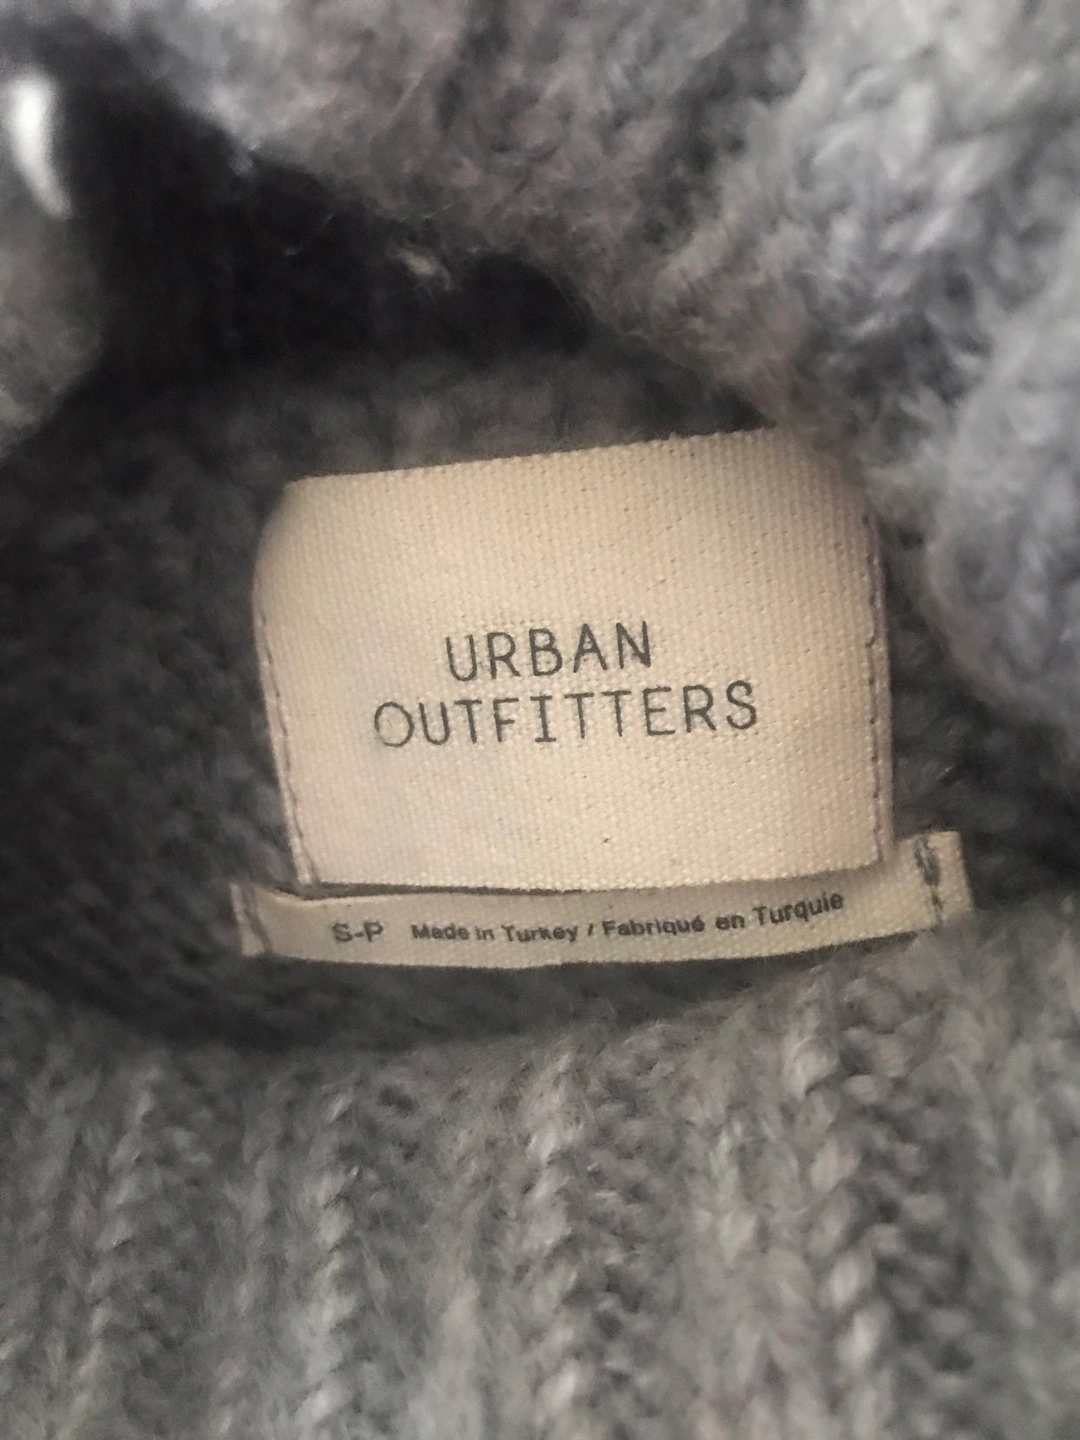 URBAN
OUTFITTERS
S-P Made in Turkey / Fabriqué en Turquie